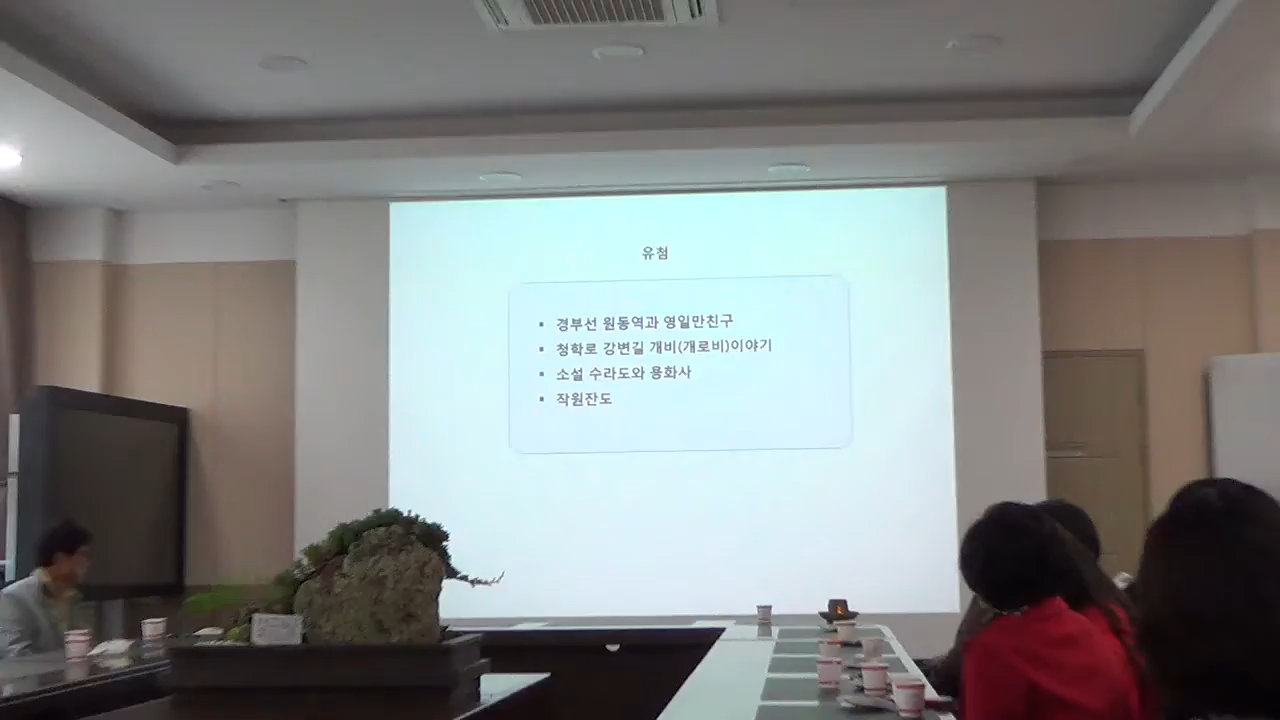 유첨
▪ 경부선 원동역과 영일만친구
▪ 청학로 강변길 개비(개로비)이야기
▪ 소설 수라도와 용화사
▪ 작원잔도